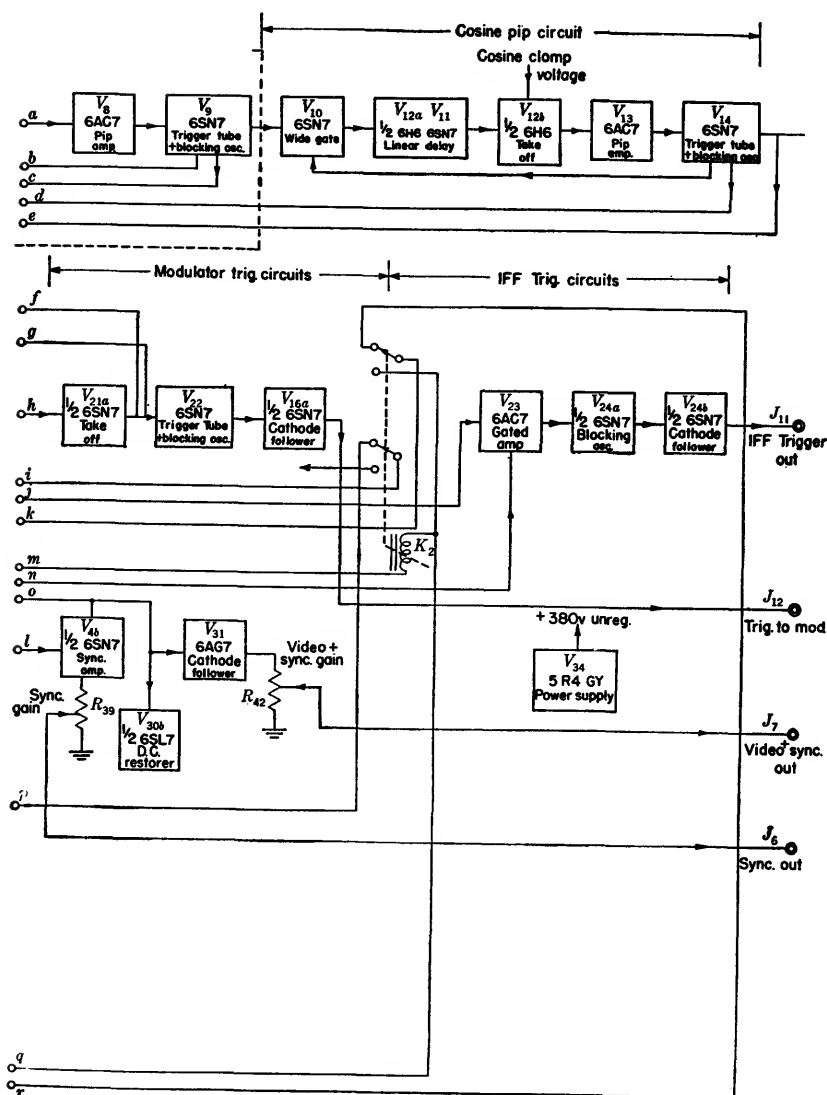 Cosine pip circuit
Cosine clomp
voltage
a
V8
6AC7
Pip
amp
V9
6SN7
Trigger tube
+blocking osc.
V10
6SN7
Wide gate
V12a V11
½ 6H6 6SN7
Linear delay
V12b
½ 6H6
Take
off
V13
6AC7
Pip
emp.
V14
6SN7
Trigger tube
+blocking osc
b
c
d
e
Modulator trig. circuits
IFF Trig. circuits
f
g
h
V21a
½ 6SN7
Take
off
V22
6SN7
Trigger Tube
+blocking osc.
V16a
½ 6SN7
Cathode
follower
V23
6AC7
Gated
amp
V24a
½ 6SN7
Blocking
osc.
V24b
½ 6SN7
Cathode
follower
J11
IFF Trigger
out
i
j
k
K2
m
n
o
J12
Trig. to mod.
l
V4b
½ 6SN7
Sync.
amp.
V31
6AG7
Cathode
follower
Video +
sync. gain
R42
+380v unreg.
V34
5 R4 GY
Power supply
Sync.
gain
R39
V30b
½ 6SL7
D.C.
restorer
J7
Video + sync.
out
p
J6
Sync. out
q
r